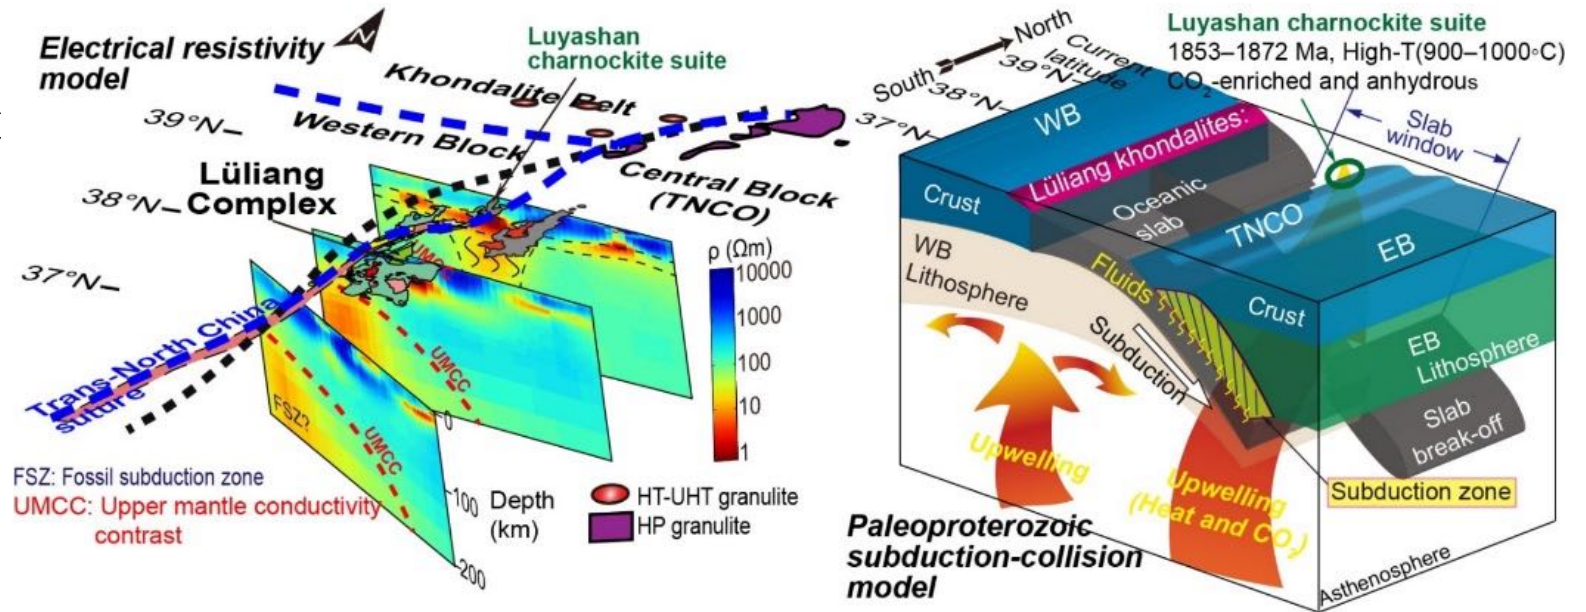 Electrical resistivity
model
N
Luyashan
charnockite suite
Khondalite Belt
39°N
Western Block
Lüliang
Complex
38°N
Central Block
(TNCO)
37°N
UMCC
ρ (Ωm)
10000
1000
100
10
1
Trans-North China
suture
UMCC
FSZ?
UMCC
0
100
200
Depth
(km)
FSZ: Fossil subduction zone
UMCC: Upper mantle conductivity
contrast
HT-UHT granulite
HP granulite
North
South
Current
latitude
39°N
38°N
37°N
Luyashan charnockite suite
1853–1872 Ma, High-T(900–1000◦C)
CO2-enriched and anhydrous
Slab
window
WB
Lüliang khondalites:
Crust
Oceanic
slab
TNCO
EB
WB
Lithosphere
Fluids
Crust
EB
Lithosphere
Subduction
Slab
break-off
Upwelling
Upwelling
(Heat and CO2)
Subduction zone
Paleoproterozoic
subduction-collision
model
Asthenosphere